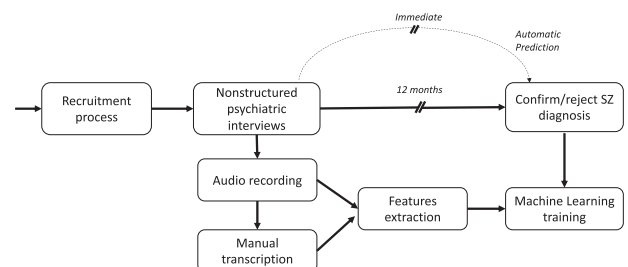 Immediate
Automatic
Prediction
Recruitment
process
Nonstructured
psychiatric
interviews
12 months
Confirm/reject SZ
diagnosis
Audio recording
Features
extraction
Machine Learning
training
Manual
transcription